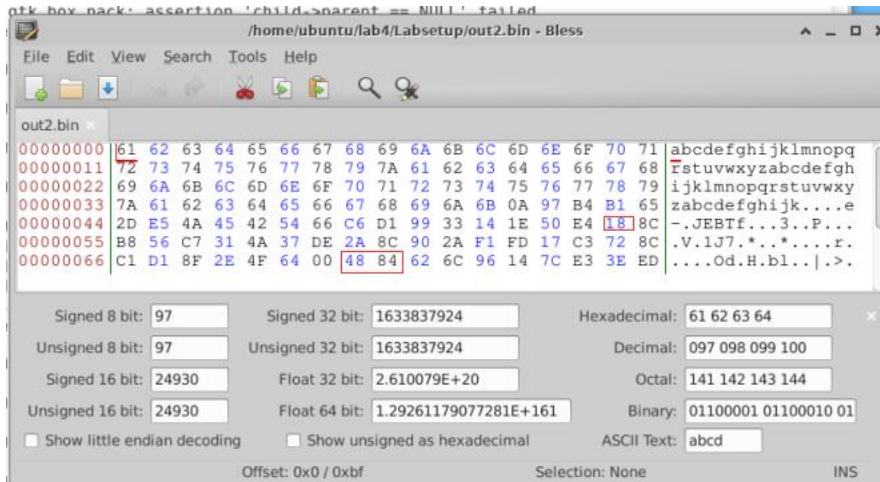 gtk box pack: assertion 'child->parent == NULL' failed
/home/ubuntu/lab4/Labsetup/out2.bin - Bless
File Edit View Search Tools Help
out2.bin
00000000 61 62 63 64 65 66 67 68 69 6A 6B 6C 6D 6E 6F 70 71 abcdefghijklmnopq
00000011 72 73 74 75 76 77 78 79 7A 61 62 63 64 65 66 67 68 rstuvwxyzabcdefgh
00000022 69 6A 6B 6C 6D 6E 6F 70 71 72 73 74 75 76 77 78 79 ijklmnopqrstuvwxy
00000033 7A 61 62 63 64 65 66 67 68 69 6A 6B 0A 97 B4 B1 65 zabcdefghijk....e
00000044 2D E5 4A 45 42 54 66 C6 D1 99 33 14 1E 50 E4 18 8C -.JEBTf...3..P...
00000055 B8 56 C7 31 4A 37 DE 2A 8C 90 2A F1 FD 17 C3 72 8C .V.1J7.*..*....r.
00000066 C1 D1 8F 2E 4F 64 00 48 84 62 6C 96 14 7C E3 3E ED ....Od.H.bl..|.>.
Signed 8 bit: 97 Signed 32 bit: 1633837924 Hexadecimal: 61 62 63 64
Unsigned 8 bit: 97 Unsigned 32 bit: 1633837924 Decimal: 097 098 099 100
Signed 16 bit: 24930 Float 32 bit: 2.610079E+20 Octal: 141 142 143 144
Unsigned 16 bit: 24930 Float 64 bit: 1.29261179077281E+161 Binary: 01100001 01100010 01
Show little endian decoding Show unsigned as hexadecimal ASCII Text: abcd
Offset: 0x0 / 0xbf Selection: None INS